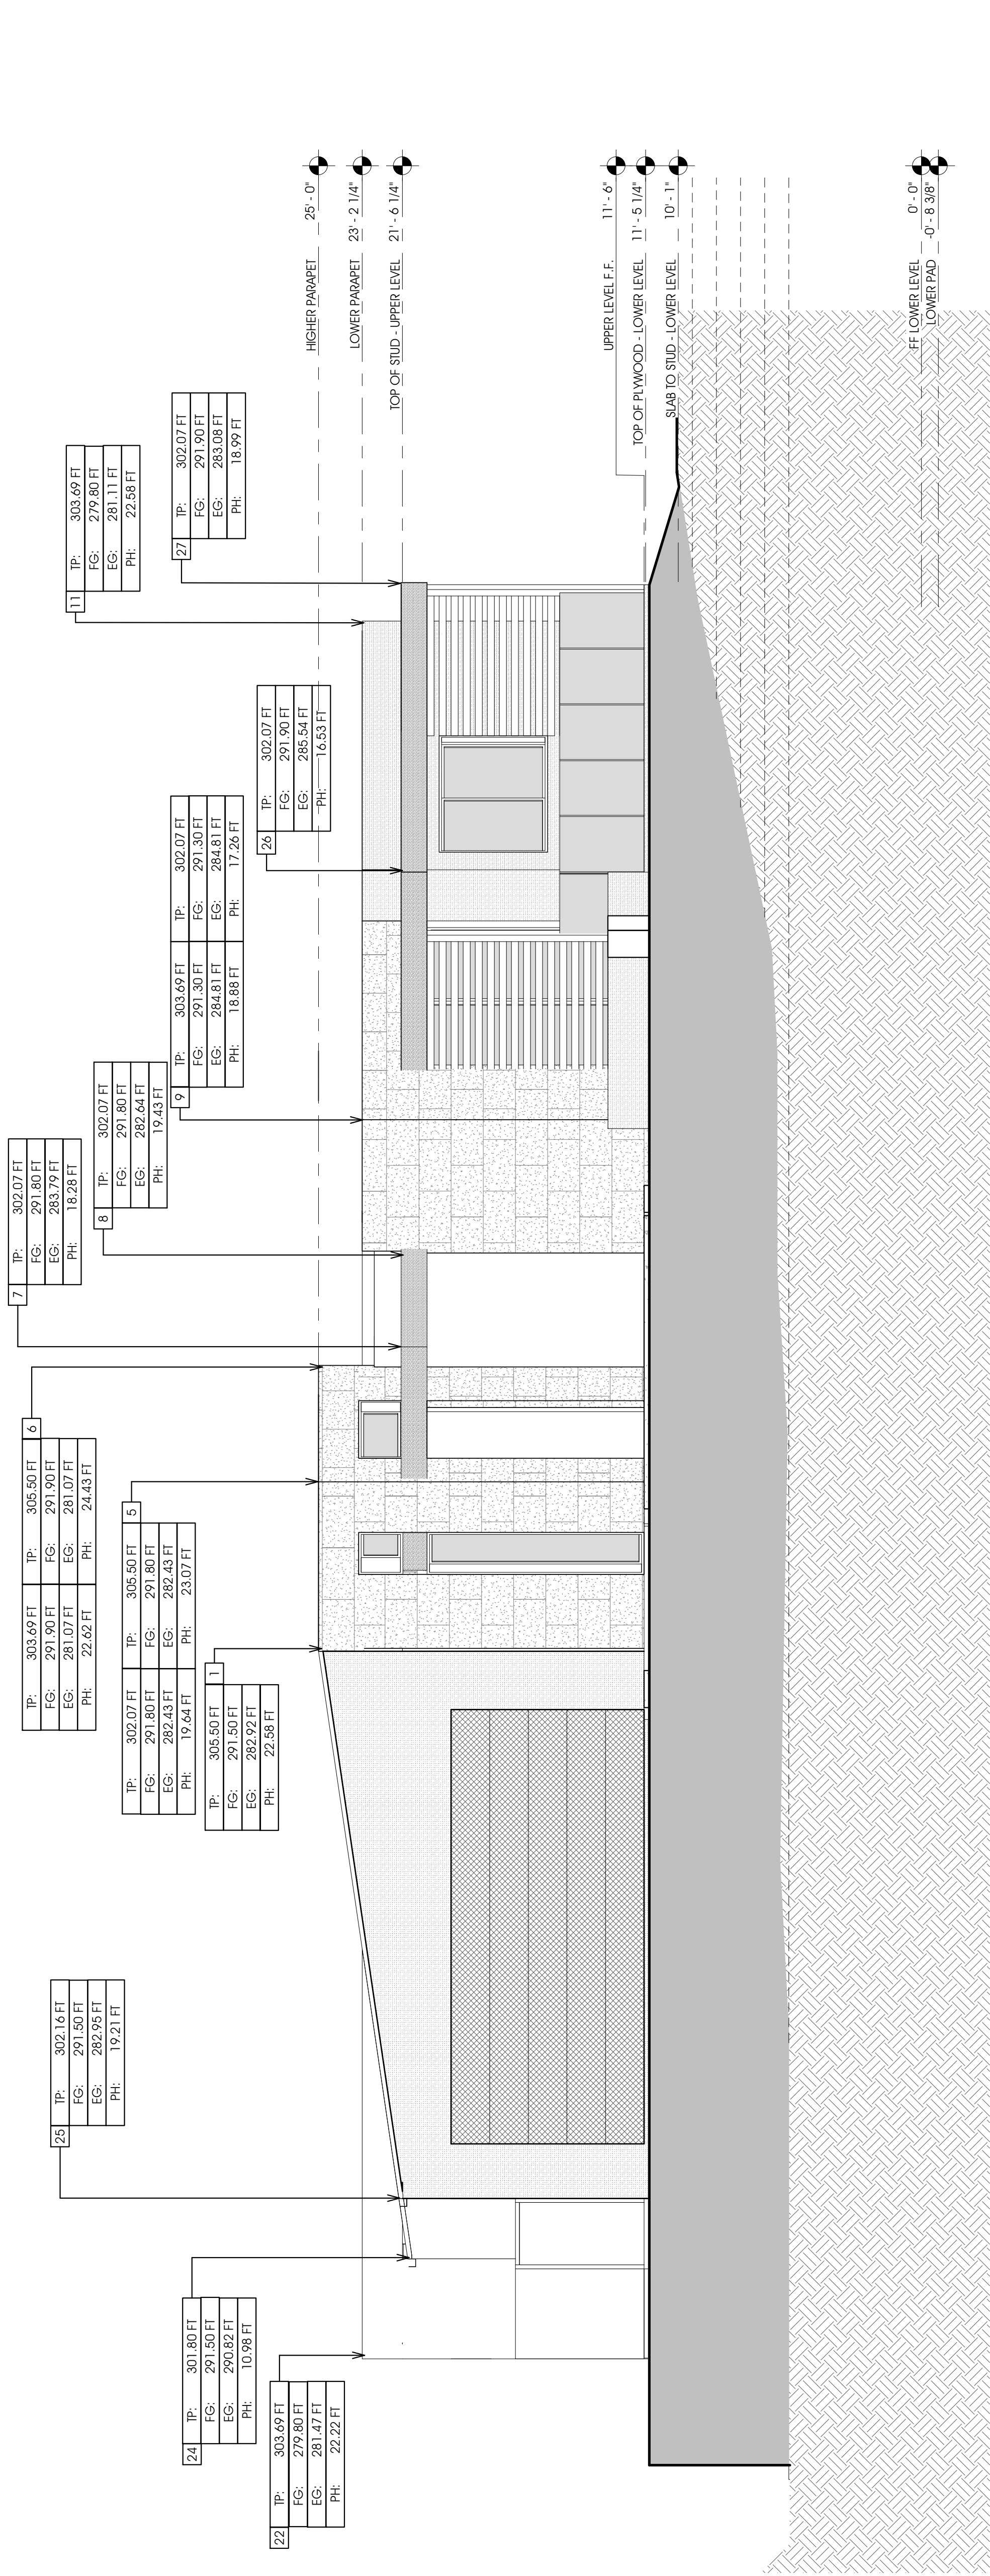 22
TP: 303.69 FT
FG: 279.80 FT
EG: 281.47 FT
PH: 22.22 FT
24
TP: 301.80 FT
FG: 291.50 FT
EG: 290.82 FT
PH: 10.98 FT
25
TP: 302.16 FT
FG: 291.50 FT
EG: 282.95 FT
PH: 19.21 FT
1
TP: 305.50 FT
FG: 291.50 FT
EG: 282.92 FT
PH: 22.58 FT
5
TP: 302.07 FT TP: 305.50 FT
FG: 291.80 FT FG: 291.80 FT
EG: 282.43 FT EG: 282.43 FT
PH: 19.64 FT PH: 23.07 FT
6
TP: 303.69 FT TP: 305.50 FT
FG: 291.90 FT FG: 291.90 FT
EG: 281.07 FT EG: 281.07 FT
PH: 22.62 FT PH: 24.43 FT
7
TP: 302.07 FT
FG: 291.80 FT
EG: 283.79 FT
PH: 18.28 FT
8
TP: 302.07 FT
FG: 291.80 FT
EG: 282.64 FT
PH: 19.43 FT
9
TP: 303.69 FT TP: 302.07 FT
FG: 291.30 FT FG: 291.30 FT
EG: 284.81 FT EG: 284.81 FT
PH: 18.88 FT PH: 17.26 FT
26
TP: 302.07 FT
FG: 291.90 FT
EG: 285.54 FT
PH: 16.53 FT
11
TP: 303.69 FT
FG: 279.80 FT
EG: 281.11 FT
PH: 22.58 FT
27
TP: 302.07 FT
FG: 291.90 FT
EG: 283.08 FT
PH: 18.99 FT
HIGHER PARAPET 25' - 0"
LOWER PARAPET 23' - 2 1/4"
TOP OF STUD - UPPER LEVEL 21' - 6 1/4"
UPPER LEVEL F.F. 11' - 6"
TOP OF PLYWOOD - LOWER LEVEL 11' - 5 1/4"
SLAB TO STUD - LOWER LEVEL 10' - 1"
FF LOWER LEVEL 0' - 0"
LOWER PAD -0' - 8 3/8"